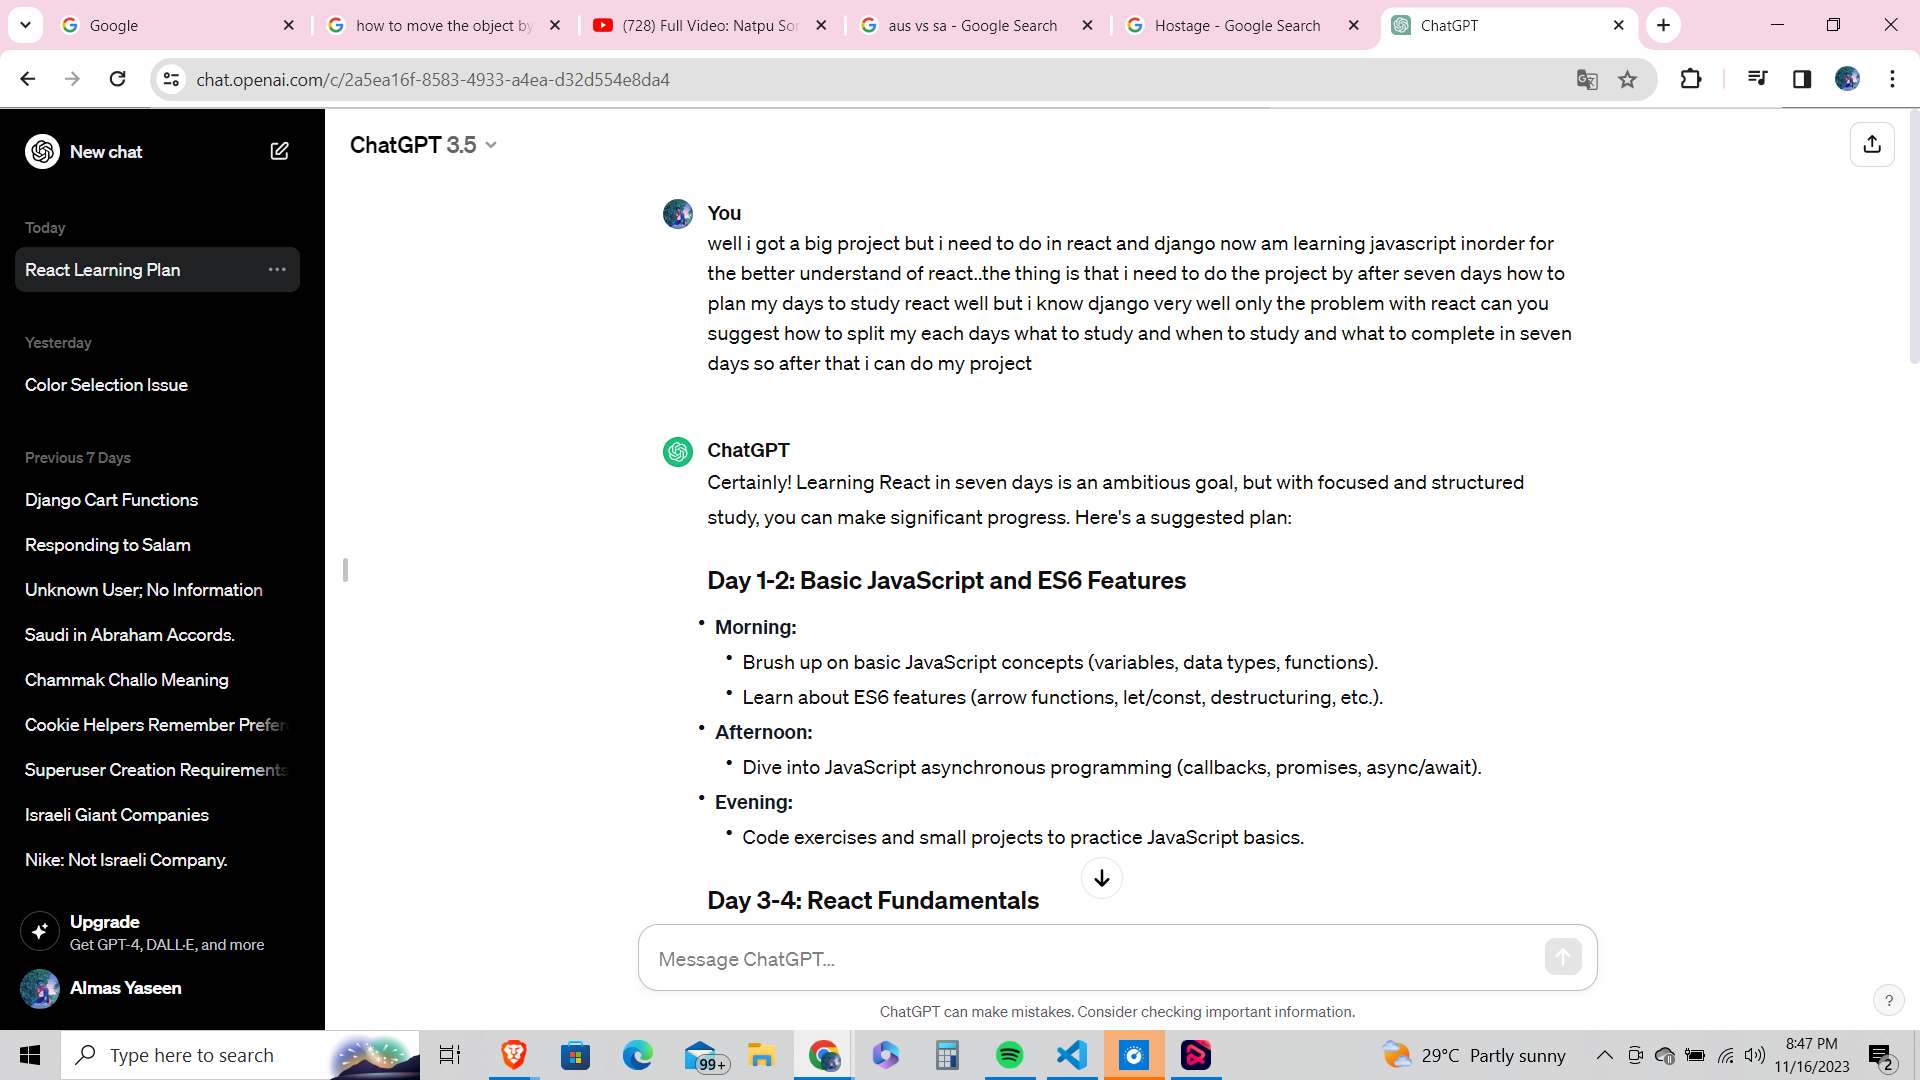 Google
how to move the object by
(728) Full Video: Natpu Son
aus vs sa - Google Search
Hostage - Google Search
ChatGPT
chat.openai.com/c/2a5ea16f-8583-4933-a4ea-d32d554e8da4
New chat
Today
React Learning Plan
Yesterday
Color Selection Issue
Previous 7 Days
Django Cart Functions
Responding to Salam
Unknown User; No Information
Saudi in Abraham Accords.
Chammak Challo Meaning
Cookie Helpers Remember Prefer
Superuser Creation Requirements
Israeli Giant Companies
Nike: Not Israeli Company.
Upgrade
Get GPT-4, DALL·E, and more
Almas Yaseen
ChatGPT 3.5
You
well i got a big project but i need to do in react and django now am learning javascript inorder for
the better understand of react..the thing is that i need to do the project by after seven days how to
plan my days to study react well but i know django very well only the problem with react can you
suggest how to split my each days what to study and when to study and what to complete in seven
days so after that i can do my project
ChatGPT
Certainly! Learning React in seven days is an ambitious goal, but with focused and structured
study, you can make significant progress. Here's a suggested plan:
Day 1-2: Basic JavaScript and ES6 Features
• Morning:
• Brush up on basic JavaScript concepts (variables, data types, functions).
• Learn about ES6 features (arrow functions, let/const, destructuring, etc.).
• Afternoon:
• Dive into JavaScript asynchronous programming (callbacks, promises, async/await).
• Evening:
• Code exercises and small projects to practice JavaScript basics.
Day 3-4: React Fundamentals
Message ChatGPT...
ChatGPT can make mistakes. Consider checking important information.
?
Type here to search
99+
29°C Partly sunny
8:47 PM
11/16/2023
2